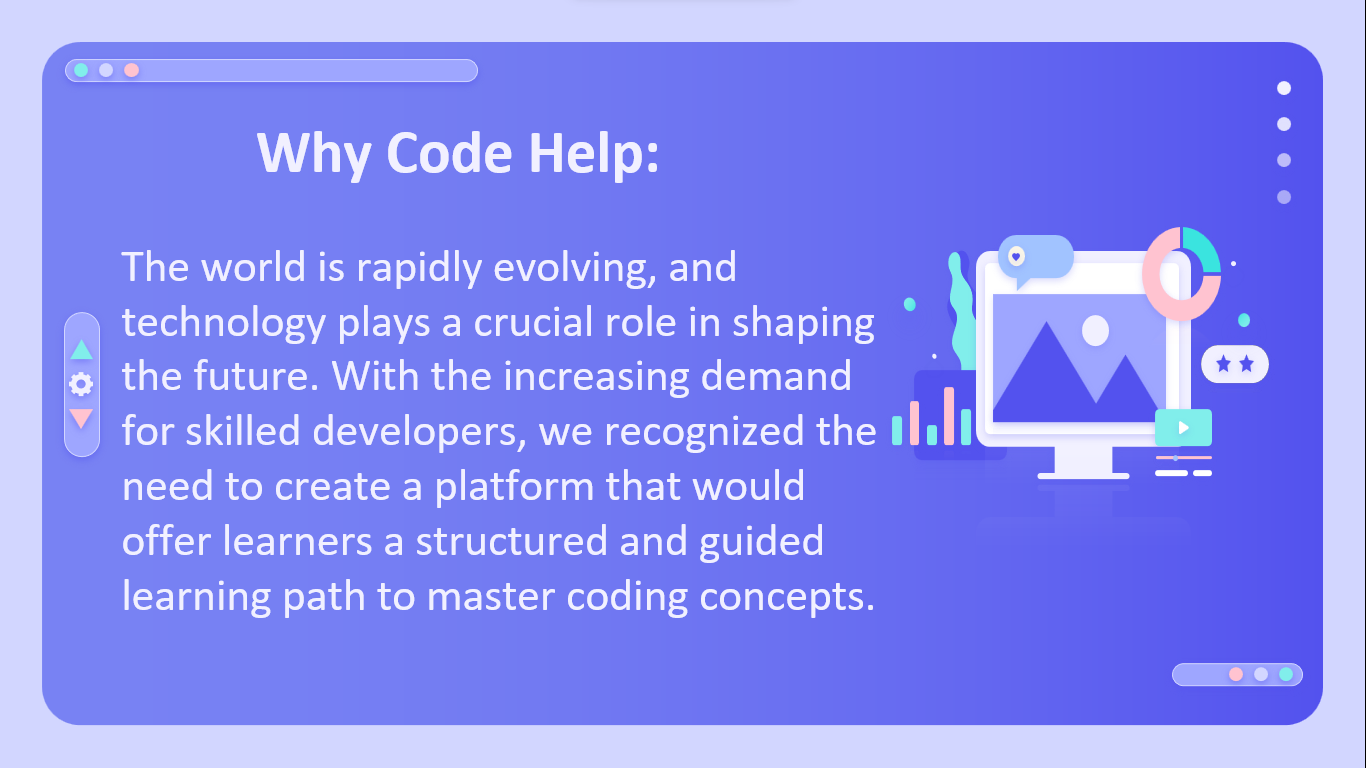 Why Code Help:
The world is rapidly evolving, and
technology plays a crucial role in shaping
the future. With the increasing demand
for skilled developers, we recognized the
need to create a platform that would
offer learners a structured and guided
learning path to master coding concepts.